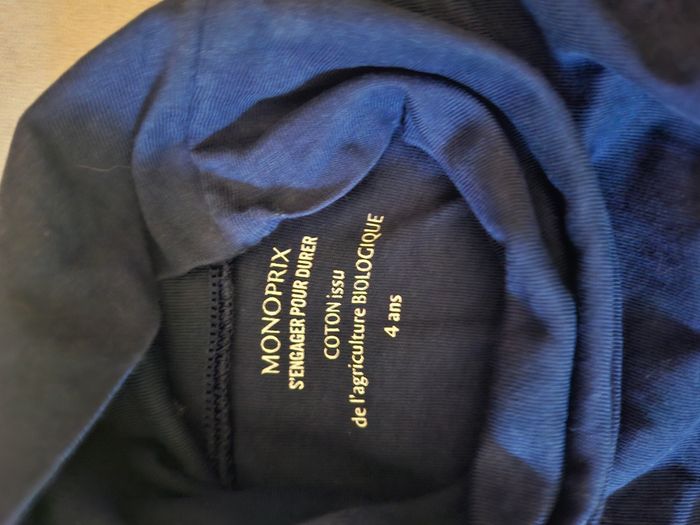 MONOPRIX
S'ENGAGER POUR DURER
COTON issu
de l'agriculture BIOLOGIQUE
4 ans